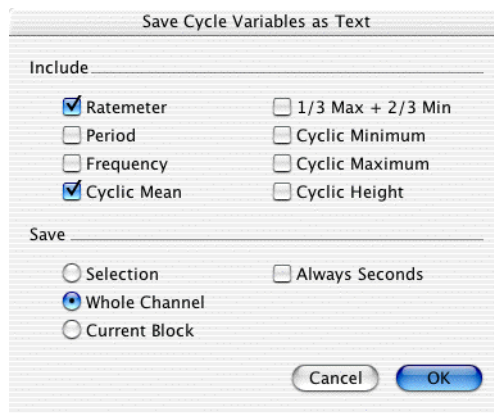 Save Cycle Variables as Text
Include
Ratemeter
1/3 Max + 2/3 Min
Period
Cyclic Minimum
Frequency
Cyclic Maximum
Cyclic Mean
Cyclic Height
Save
Selection
Always Seconds
Whole Channel
Current Block
Cancel
OK